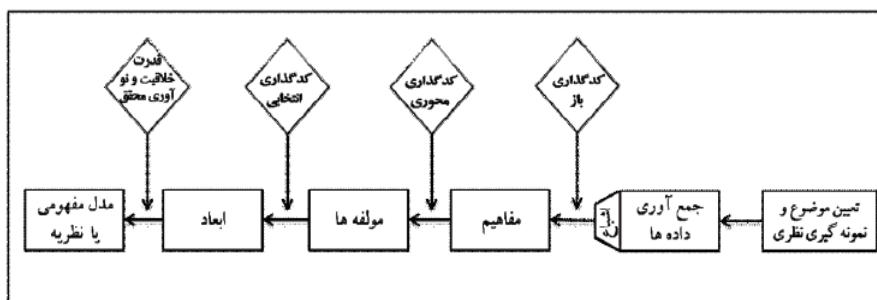 کدگذاری
باز
کدگذاری
محوری
کدگذاری
انتخابی
قدرت
خلاقیت و نو
آوری محقق
تعیین موضوع و
نمونه گیری نظری
جمع آوری
داده ها
اشباع
مفاهیم
مولفه ها
ابعاد
مدل مفهومی
یا نظریه